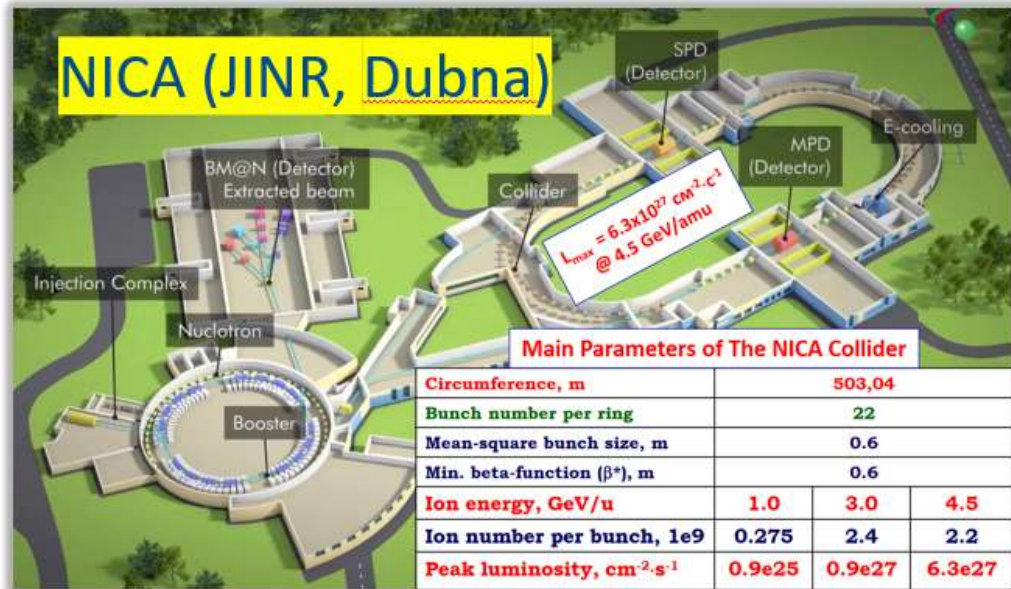 NICA (JINR, Dubna)
SPD
(Detector)
E-cooling
MPD
(Detector)
BM@N (Detector)
Extracted beam
Collider
Lmax = 6.3x10²⁷ см⁻²·с⁻¹
@ 4.5 GeV/amu
Injection Complex
Nuclotron
Booster
Main Parameters of The NICA Collider
Circumference, m 503,04
Bunch number per ring 22
Mean-square bunch size, m 0.6
Min. beta-function (β*), m 0.6
Ion energy, GeV/u 1.0 3.0 4.5
Ion number per bunch, 1e9 0.275 2.4 2.2
Peak luminosity, cm⁻²·s⁻¹ 0.9e25 0.9e27 6.3e27